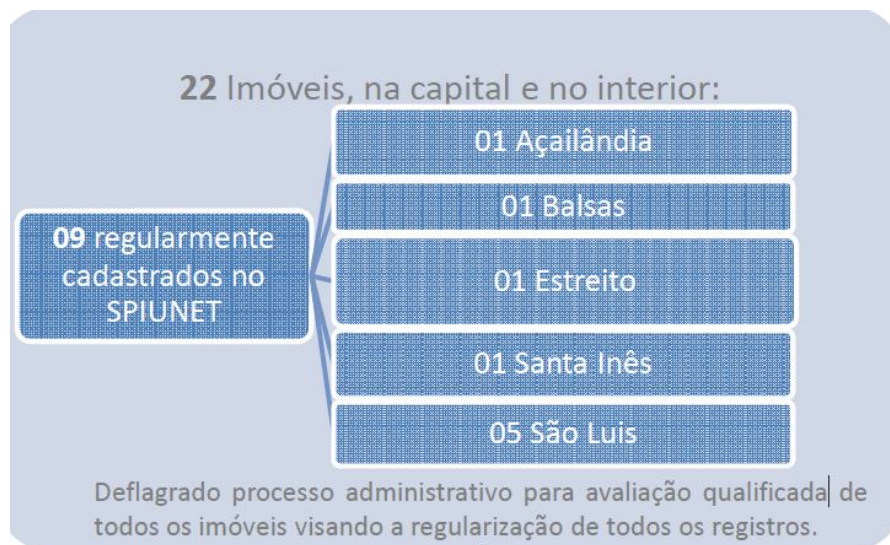 22 Imóveis, na capital e no interior:
09 regularmente
cadastrados no
SPIUNET
01 Açailândia
01 Balsas
01 Estreito
01 Santa Inês
05 São Luis
Deflagrado processo administrativo para avaliação qualificada de
todos os imóveis visando a regularização de todos os registros.